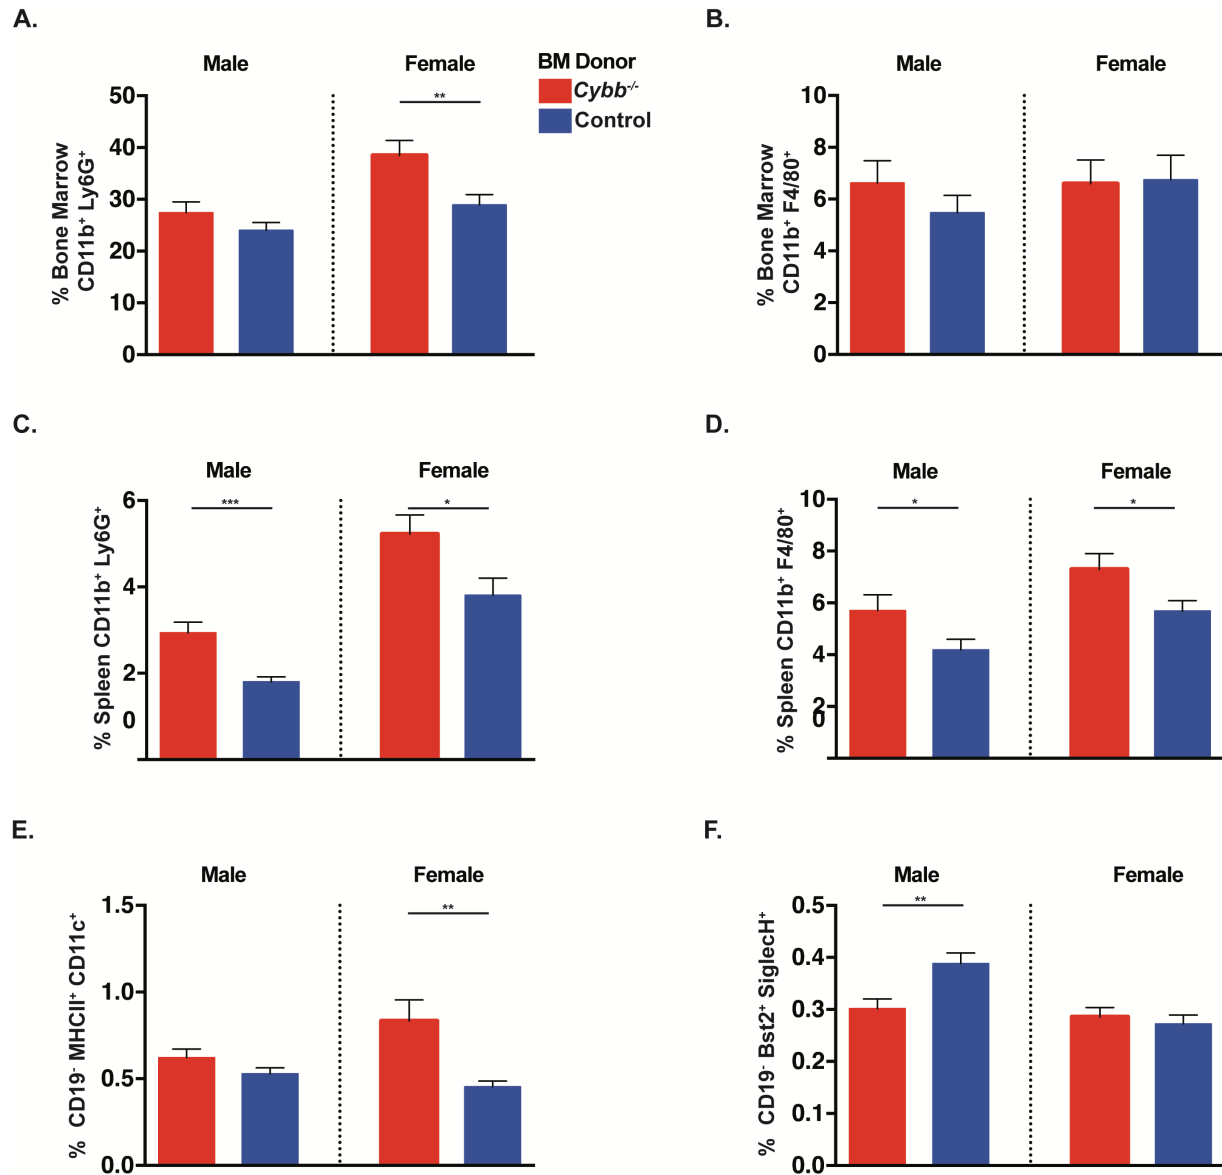 A.
Male
Female
BM Donor
Cybb-/-
Control
**
% Bone Marrow
CD11b+ Ly6G+
50
40
30
20
10
0
B.
Male
Female
% Bone Marrow
CD11b+ F4/80+
10
8
6
4
2
0
C.
Male
Female
***
*
% Spleen CD11b+ Ly6G+
6
4
2
0
D.
Male
Female
*
*
% Spleen CD11b+ F4/80+
10
8
6
4
2
0
E.
Male
Female
**
% CD19- MHCII+ CD11c+
1.5
1.0
0.5
0.0
F.
Male
Female
**
% CD19- Bst2+ SiglecH+
0.5
0.4
0.3
0.2
0.1
0.0